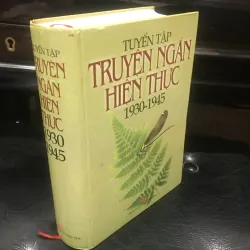 TUYỂN TẬP
TRUYỆN NGẮN
HIỆN THỰC
1930-1945
TUYỂN TẬP
TRUYỆN NGẮN
HIỆN THỰC
1930
1945